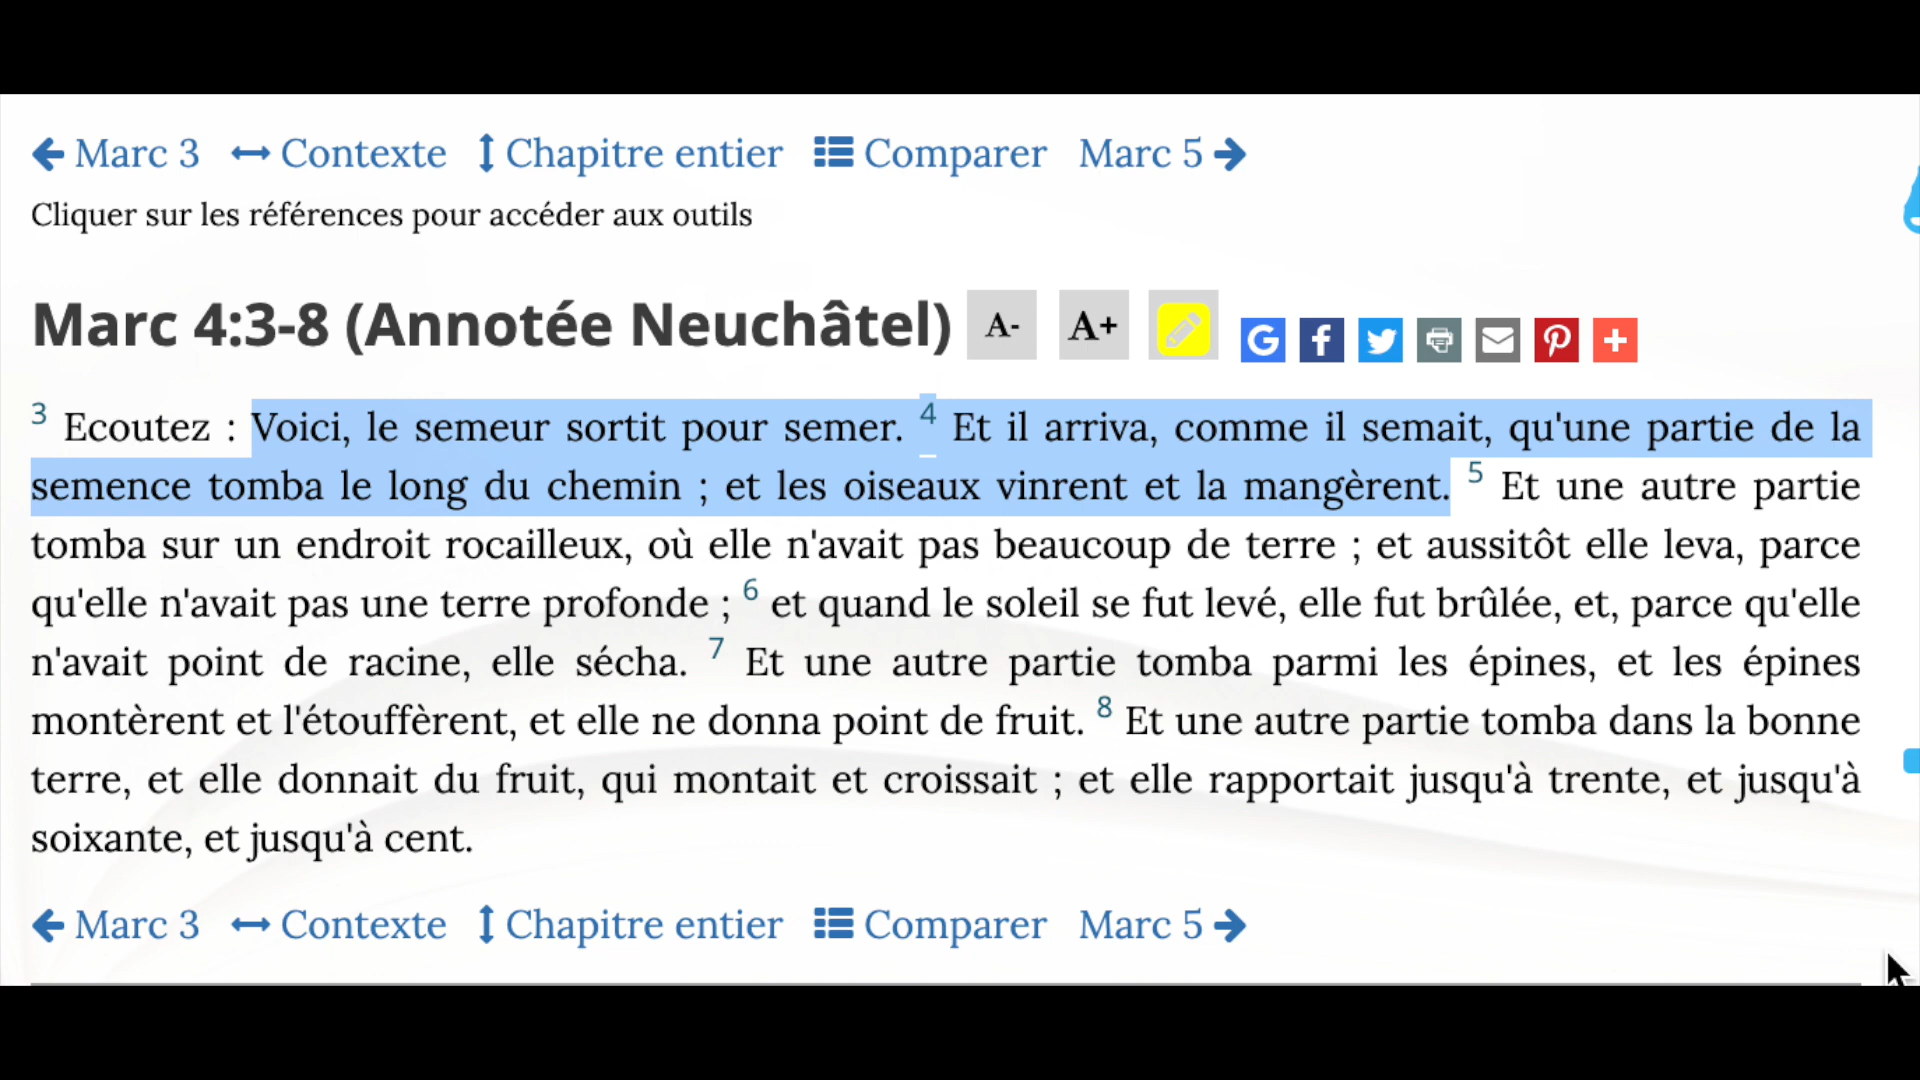 Marc 3 Contexte Chapitre entier Comparer Marc 5
Cliquer sur les références pour accéder aux outils
Marc 4:3-8 (Annotée Neuchâtel) A- A+
3 Ecoutez : Voici, le semeur sortit pour semer. 4 Et il arriva, comme il semait, qu'une partie de la
semence tomba le long du chemin ; et les oiseaux vinrent et la mangèrent. 5 Et une autre partie
tomba sur un endroit rocailleux, où elle n'avait pas beaucoup de terre ; et aussitôt elle leva, parce
qu'elle n'avait pas une terre profonde ; 6 et quand le soleil se fut levé, elle fut brûlée, et, parce qu'elle
n'avait point de racine, elle sécha. 7 Et une autre partie tomba parmi les épines, et les épines
montèrent et l'étouffèrent, et elle ne donna point de fruit. 8 Et une autre partie tomba dans la bonne
terre, et elle donnait du fruit, qui montait et croissait ; et elle rapportait jusqu'à trente, et jusqu'à
soixante, et jusqu'à cent.
Marc 3 Contexte Chapitre entier Comparer Marc 5